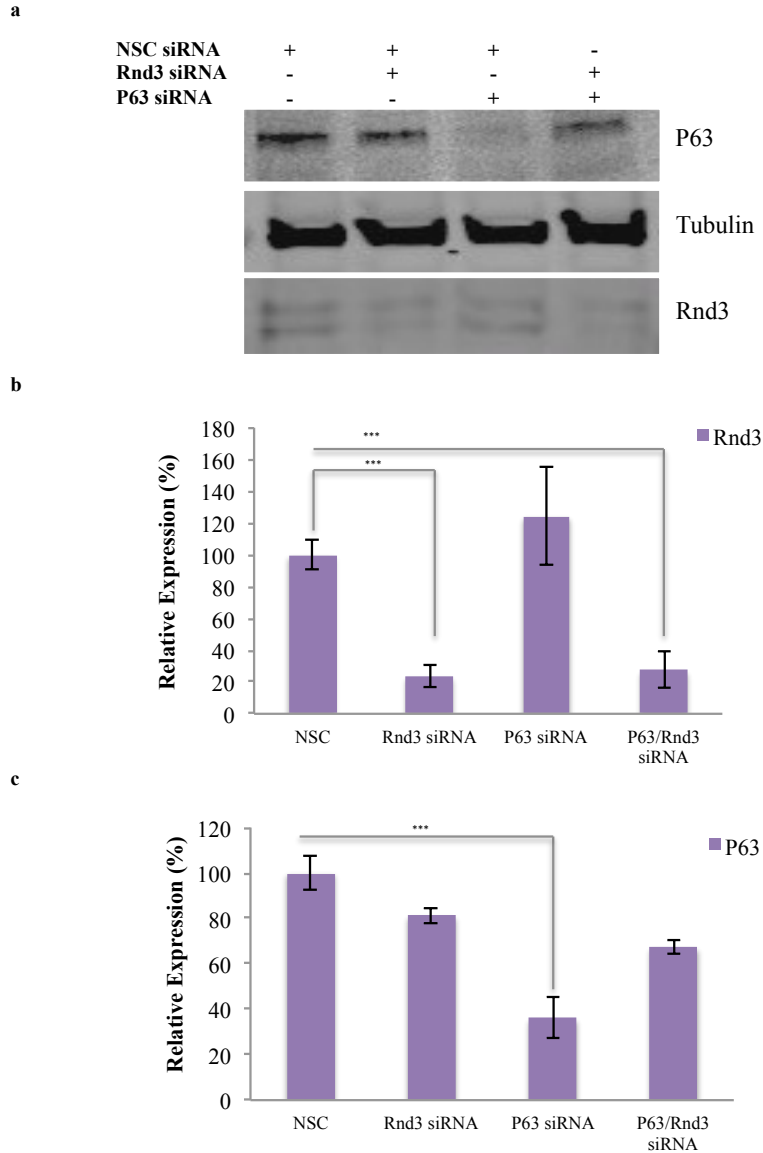 a
NSC siRNA + + + -
Rnd3 siRNA - + - +
P63 siRNA - - + +
P63
Tubulin
Rnd3
b
180
160
140
120
100
80
60
40
20
0
Relative Expression (%)
***
***
Rnd3
NSC
Rnd3 siRNA
P63 siRNA
P63/Rnd3
siRNA
c
120
100
80
60
40
20
0
Relative Expression (%)
***
P63
NSC
Rnd3 siRNA
P63 siRNA
P63/Rnd3
siRNA